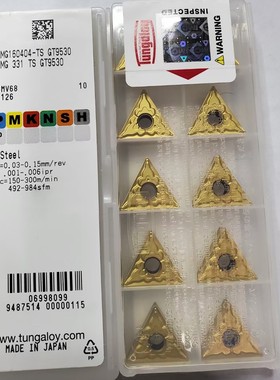 MG160404-TS GT9530
MG 331 TS GT9530
MV68
126
10
P M K N S H
Steel
=0.03-0.15mm/rev
.001-.006ipr
c=150-300m/min
492-984sfm
06998099
9487514 00000115
www.tungaloy.com/
MADE IN JAPAN
PP
INSPECTED
Tungaloy
WARNING